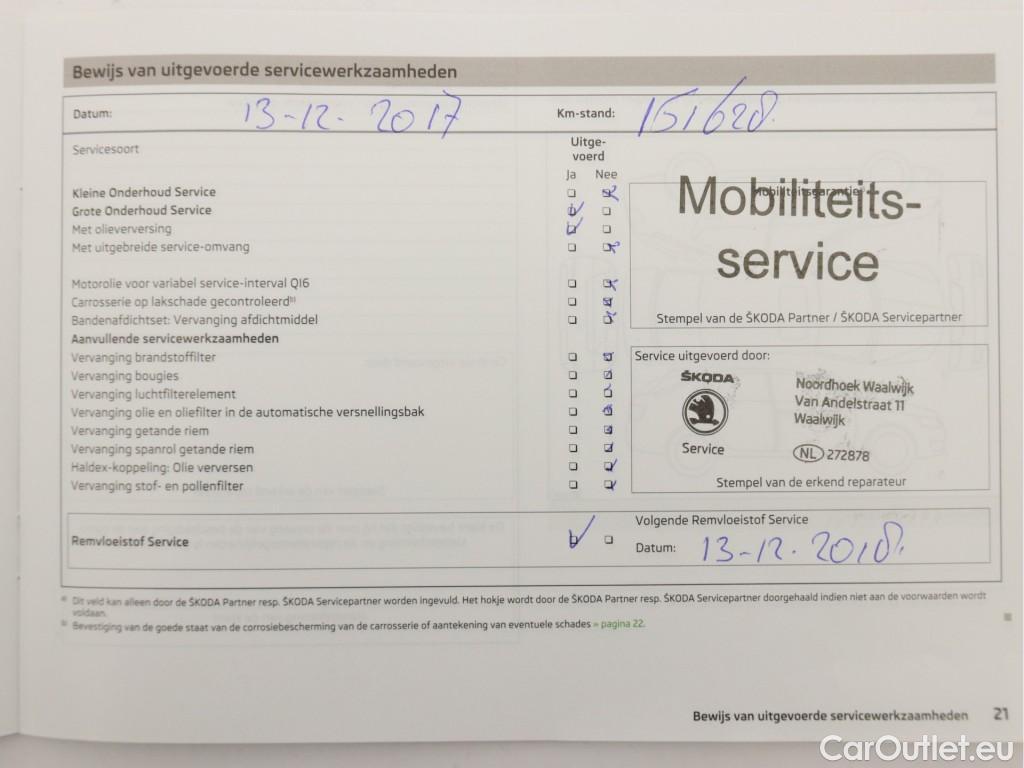 Bewijs van uitgevoerde servicewerkzaamheden
Datum: 13-12-2017 Km-stand: 151628
Servicesoort Uitge-
voerd
Ja Nee
Kleine Onderhoud Service
Grote Onderhoud Service
Met olieverversing
Met uitgebreide service-omvang
Motorolie voor variabel service-interval QI6
Carrosserie op lakschade gecontroleerd b)
Bandenafdichtset: Vervanging afdichtmiddel
Aanvullende servicewerkzaamheden
Vervanging brandstoffilter
Vervanging bougies
Vervanging luchtfilterelement
Vervanging olie en oliefilter in de automatische versnellingsbak
Vervanging getande riem
Vervanging spanrol getande riem
Haldex-koppeling: Olie verversen
Vervanging stof- en pollenfilter
Mobiliteitsgarantie
Mobiliteits-
service
Stempel van de ŠKODA Partner / ŠKODA Servicepartner
Service uitgevoerd door:
ŠKODA
Service
Noordhoek Waalwijk
Van Andelstraat 11
Waalwijk
NL 272878
Stempel van de erkend reparateur
Remvloeistof Service
Volgende Remvloeistof Service
Datum: 13-12-2018
a) Dit veld kan alleen door de ŠKODA Partner resp. ŠKODA Servicepartner worden ingevuld. Het hokje wordt door de ŠKODA Partner resp. ŠKODA Servicepartner doorgehaald indien niet aan de voorwaarden wordt
voldaan.
b) Bevestiging van de goede staat van de corrosiebescherming van de carrosserie of aantekening van eventuele schades » pagina 22.
Bewijs van uitgevoerde servicewerkzaamheden 21
CarOutlet.eu